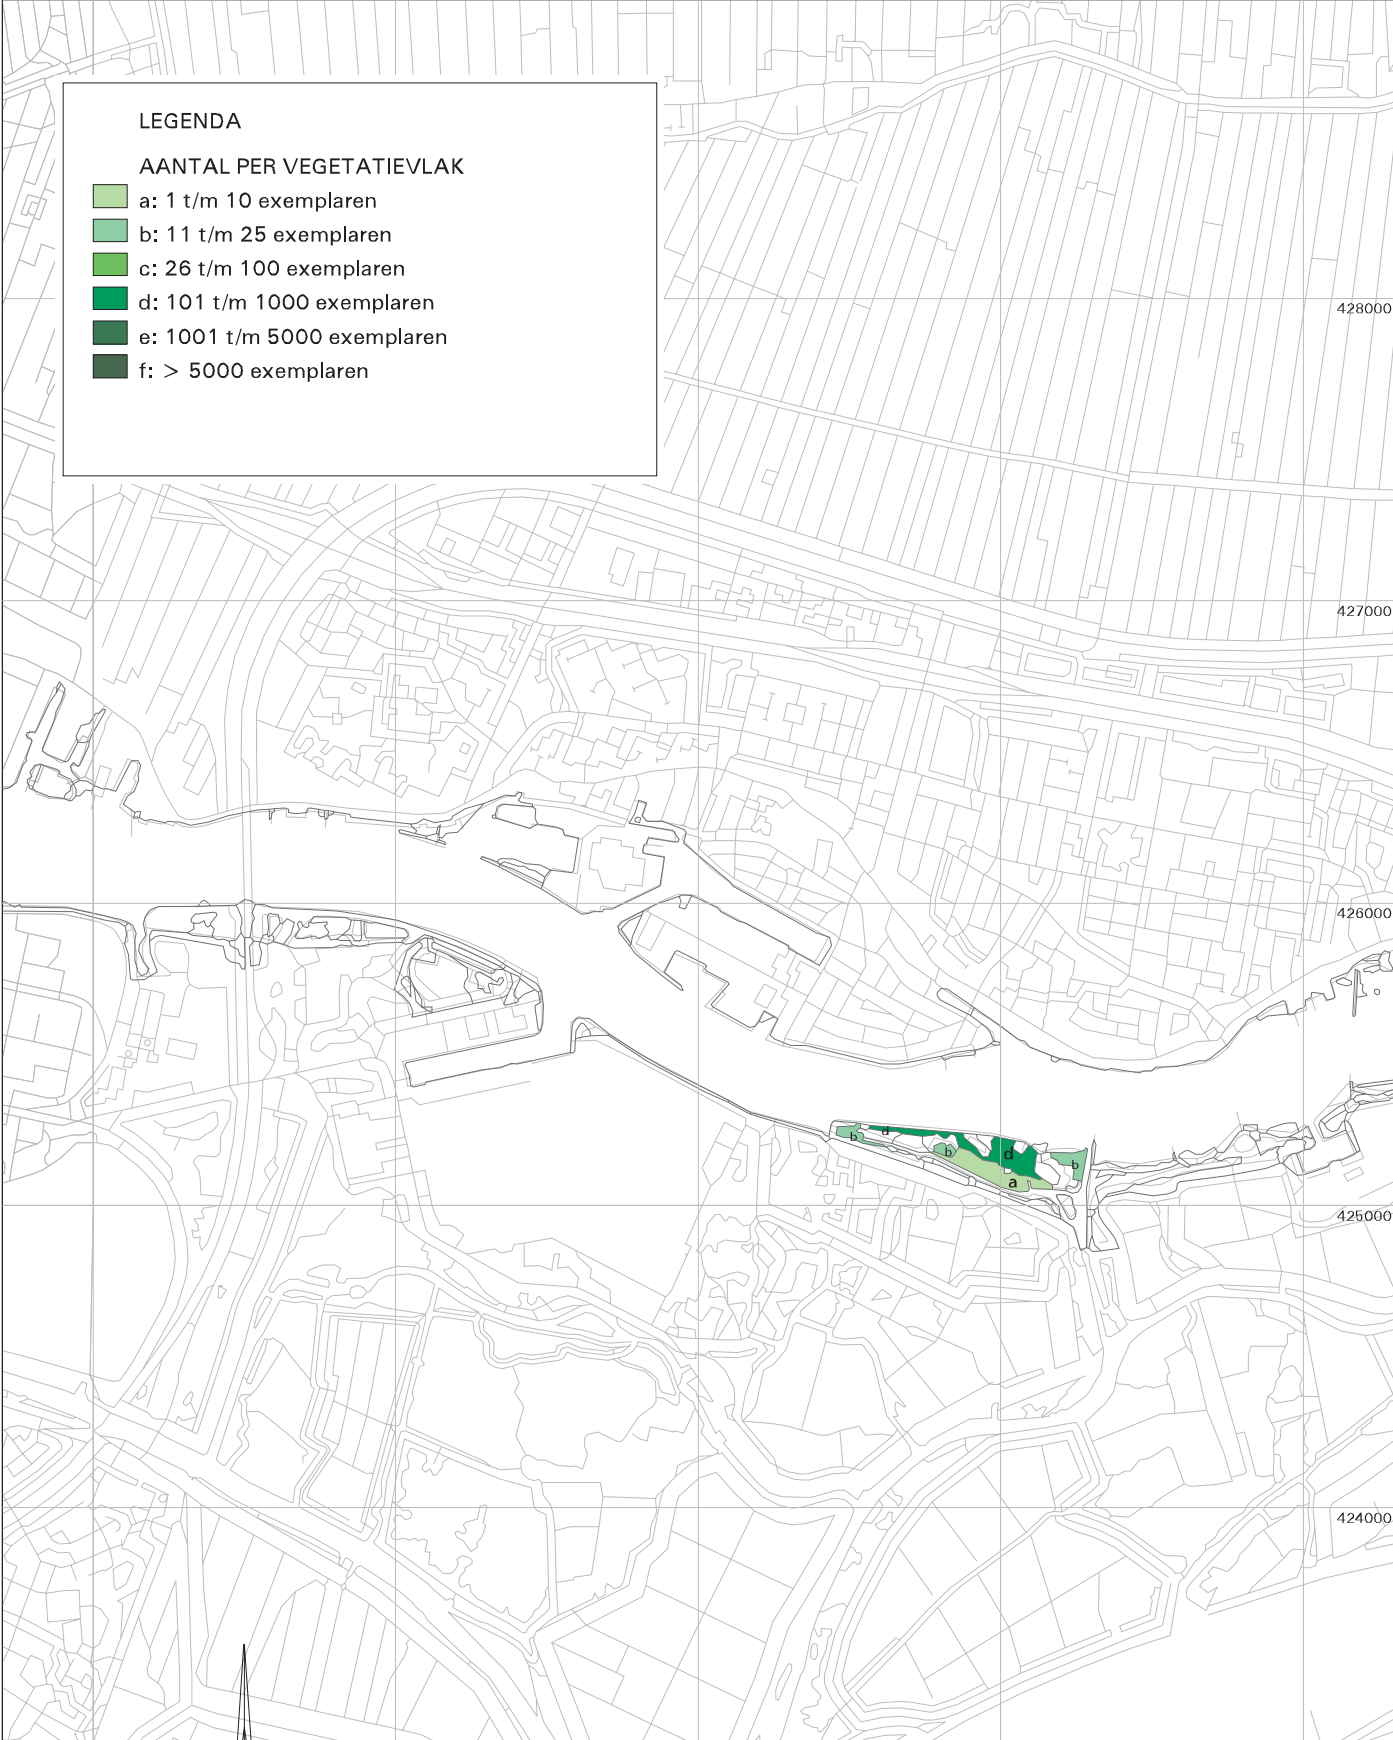 LEGENDA
AANTAL PER VEGETATIEVLAK
a: 1 t/m 10 exemplaren
b: 11 t/m 25 exemplaren
c: 26 t/m 100 exemplaren
d: 101 t/m 1000 exemplaren
e: 1001 t/m 5000 exemplaren
f: > 5000 exemplaren
428000
427000
426000
d
b
b
d
b
a
425000
424000